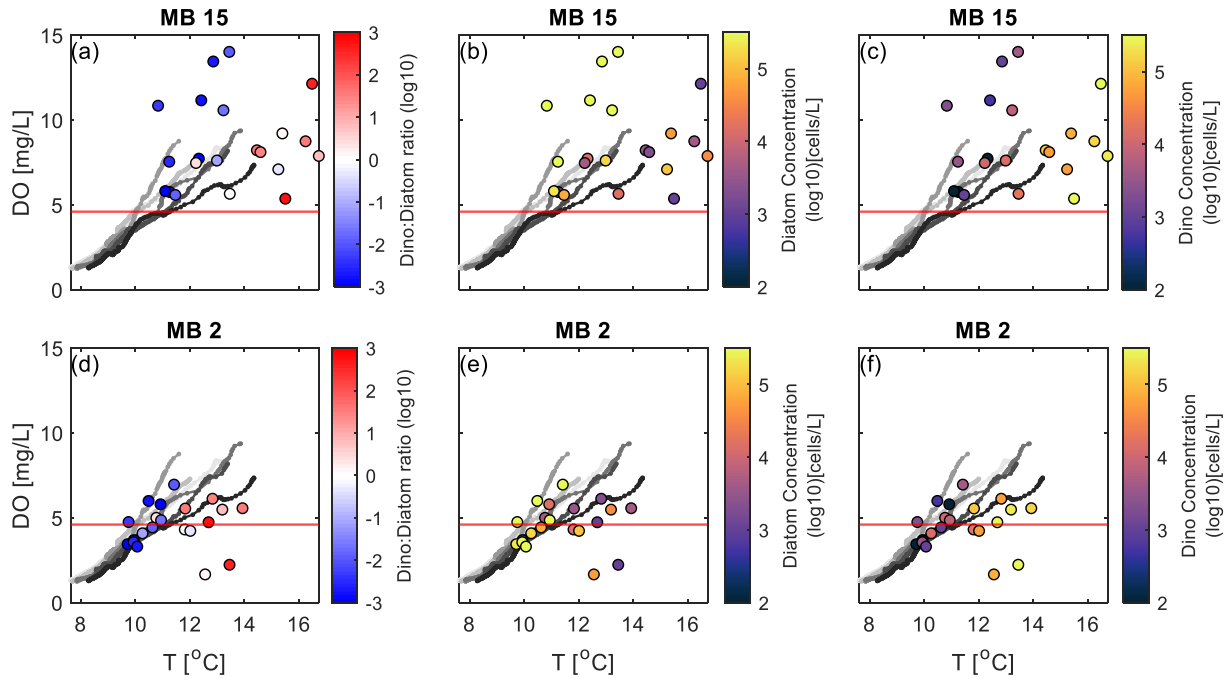 MB 15
MB 15
MB 15
(a)
(b)
(c)
15
10
5
0
DO [mg/L]
3
2
1
0
-1
-2
-3
Dino:Diatom ratio (log10)
5
4
3
2
Diatom Concentration
(log10)[cells/L]
5
4
3
2
Dino Concentration
(log10)[cells/L]
MB 2
MB 2
MB 2
(d)
(e)
(f)
15
10
5
0
DO [mg/L]
8 10 12 14 16
T [°C]
3
2
1
0
-1
-2
-3
Dino:Diatom ratio (log10)
8 10 12 14 16
T [°C]
5
4
3
2
Diatom Concentration
(log10)[cells/L]
8 10 12 14 16
T [°C]
5
4
3
2
Dino Concentration
(log10)[cells/L]